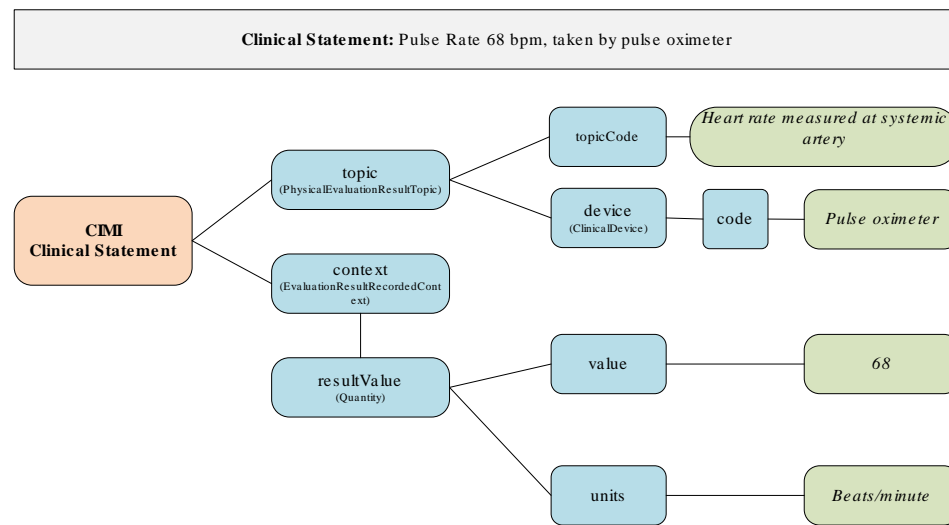 Clinical Statement: Pulse Rate 68 bpm, taken by pulse oximeter
CIMI
Clinical Statement
topic
(PhysicalEvaluationResultTopic)
topicCode
Heart rate measured at systemic
artery
device
(ClinicalDevice)
code
Pulse oximeter
context
(EvaluationResultRecordedCont
ext)
resultValue
(Quantity)
value
68
units
Beats/minute